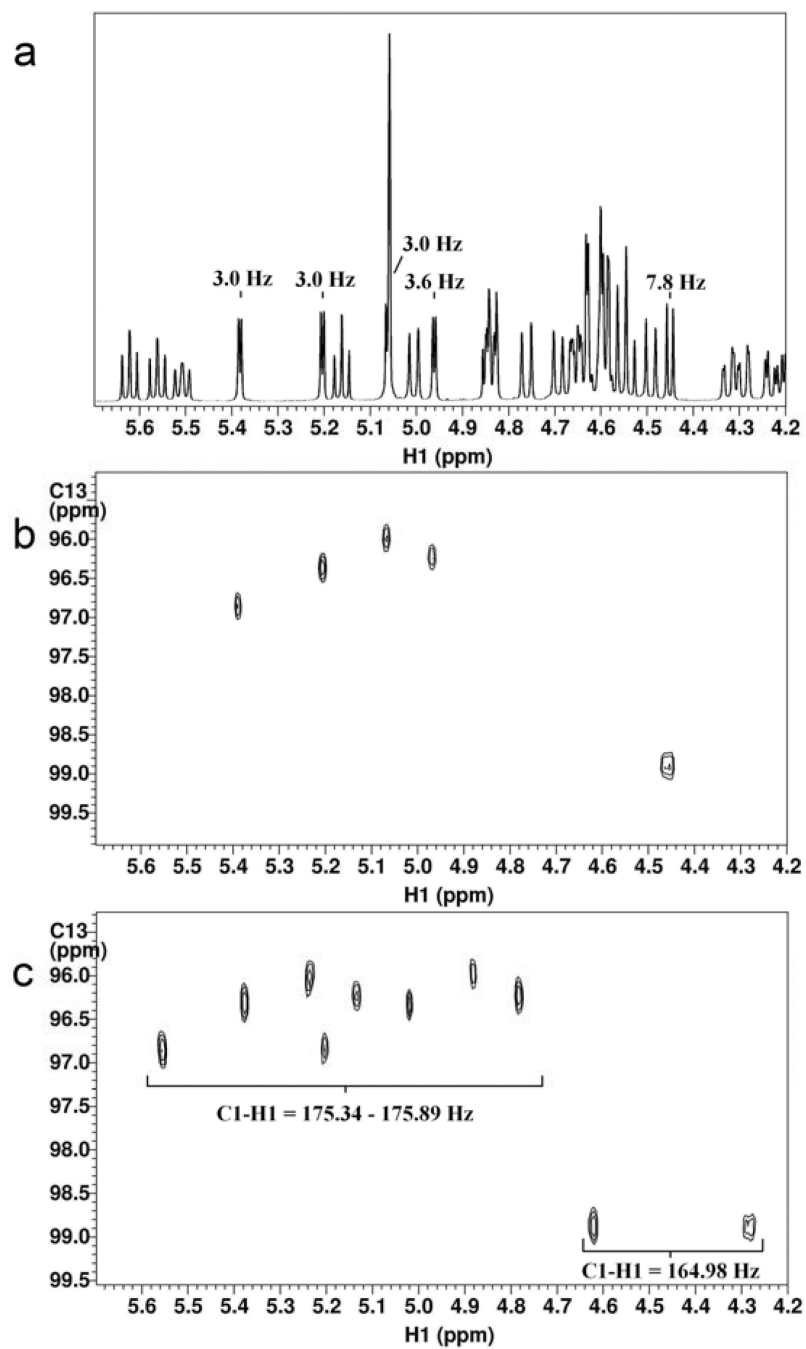 a
3.0 Hz
3.0 Hz
3.0 Hz
3.6 Hz
7.8 Hz
5.6 5.5 5.4 5.3 5.2 5.1 5.0 4.9 4.8 4.7 4.6 4.5 4.4 4.3 4.2
H1 (ppm)
b
C13
(ppm)
96.0
96.5
97.0
97.5
98.0
98.5
99.0
99.5
5.6 5.5 5.4 5.3 5.2 5.1 5.0 4.9 4.8 4.7 4.6 4.5 4.4 4.3 4.2
H1 (ppm)
c
C13
(ppm)
96.0
96.5
97.0
C1-H1 = 175.34 - 175.89 Hz
97.5
98.0
98.5
99.0
C1-H1 = 164.98 Hz
99.5
5.6 5.5 5.4 5.3 5.2 5.1 5.0 4.9 4.8 4.7 4.6 4.5 4.4 4.3 4.2
H1 (ppm)